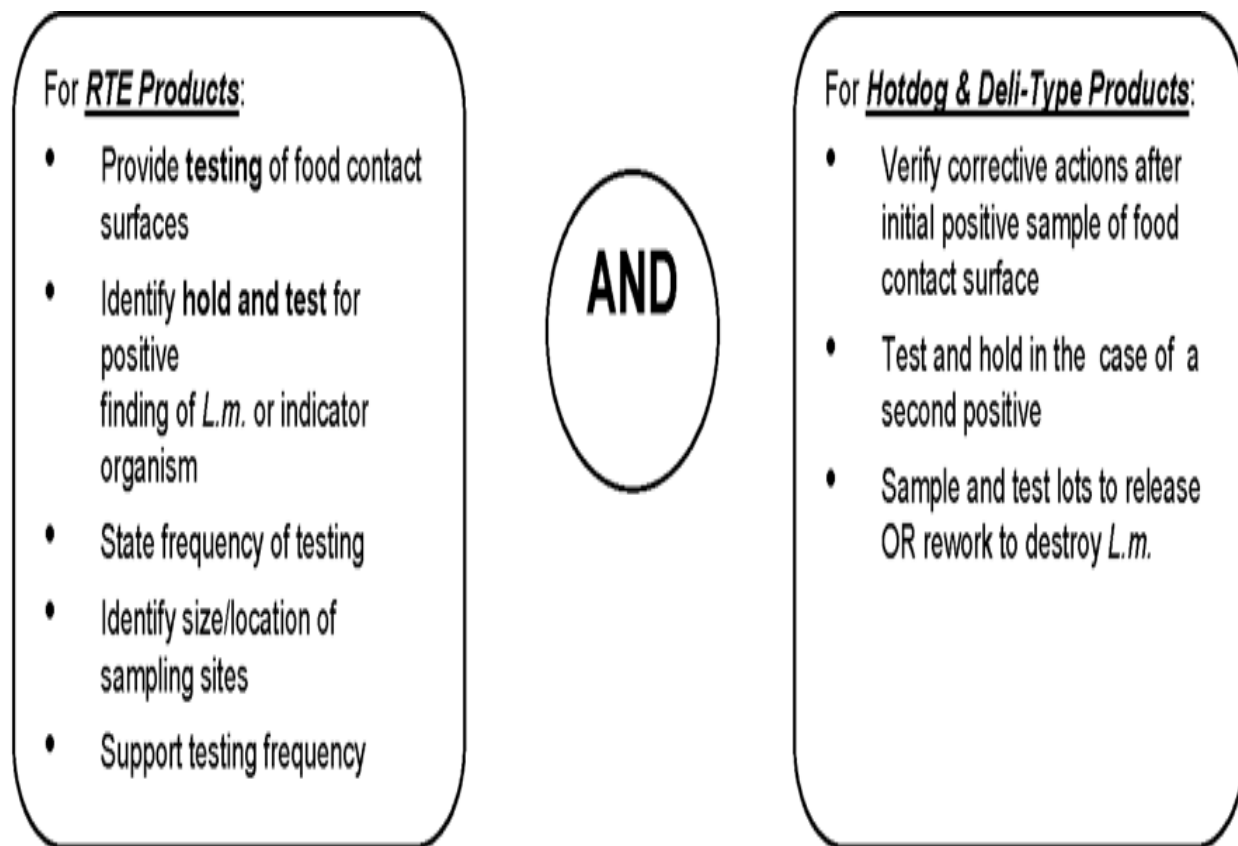 For RTE Products:
• Provide testing of food contact
surfaces
• Identify hold and test for
positive
finding of L.m. or indicator
organism
• State frequency of testing
• Identify size/location of
sampling sites
• Support testing frequency
AND
For Hotdog & Deli-Type Products:
• Verify corrective actions after
initial positive sample of food
contact surface
• Test and hold in the case of a
second positive
• Sample and test lots to release
OR rework to destroy L.m.